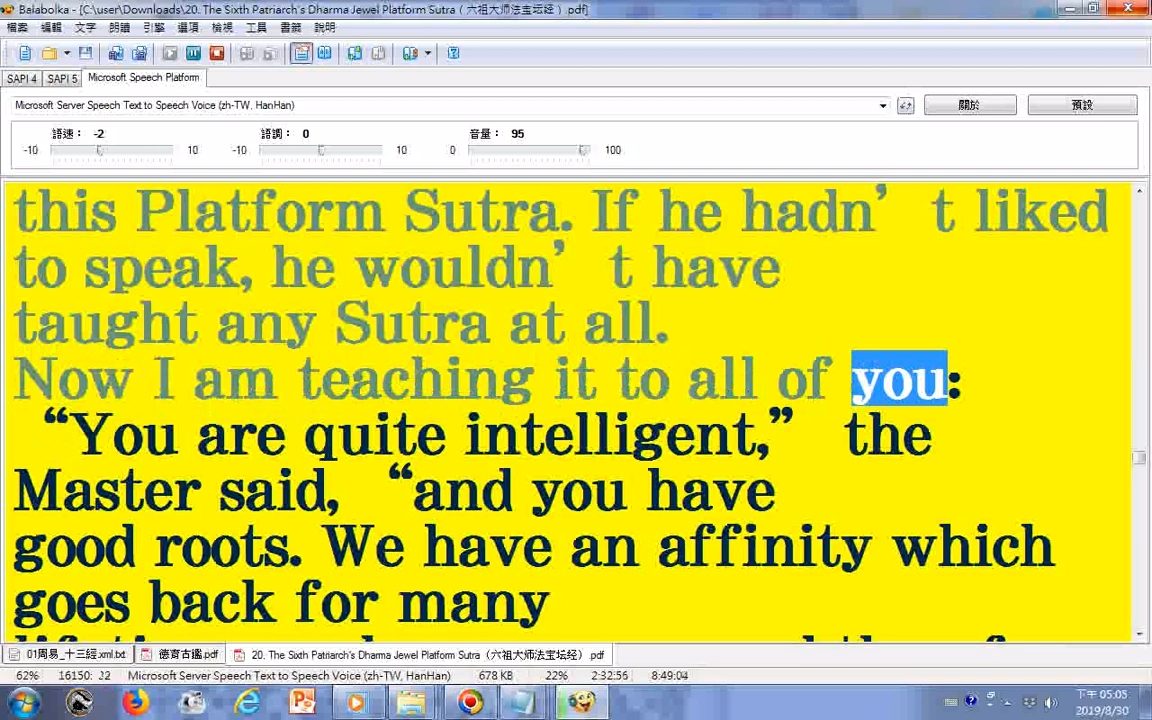 Balabolka - [C:\user\Downloads\20. The Sixth Patriarch's Dharma Jewel Platform Sutra（六祖大师法宝坛经）.pdf]
檔案 編輯 文字 朗讀 引擎 選項 檢視 工具 書籤 說明
SAPI 4 SAPI 5 Microsoft Speech Platform
Microsoft Server Speech Text to Speech Voice (zh-TW, HanHan) 關於 預設
語速： -2 語調： 0 音量： 95
-10 10 -10 10 0 100
this Platform Sutra. If he hadn’t liked
to speak, he wouldn’t have
taught any Sutra at all.
Now I am teaching it to all of you:
“You are quite intelligent,” the
Master said, “and you have
good roots. We have an affinity which
goes back for many
01周易_十三經.xml.txt 德育古鑑.pdf 20. The Sixth Patriarch's Dharma Jewel Platform Sutra（六祖大师法宝坛经）.pdf
62% 16150: 22 Microsoft Server Speech Text to Speech Voice (zh-TW, HanHan) 678 KB 22% 2:32:56 8:49:04
下午 05:05
2019/8/30